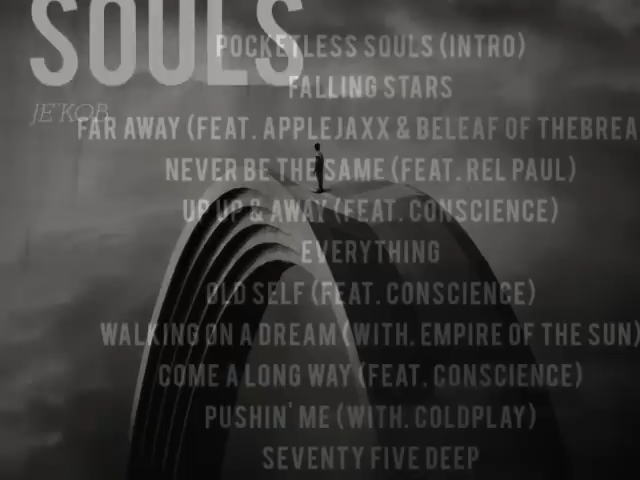 SOULS
JE'KOB
POCKETLESS SOULS (INTRO)
FALLING STARS
FAR AWAY (FEAT. APPLEJAXX & BELEAF OF THEBREA
NEVER BE THE SAME (FEAT. REL PAUL)
UP UP & AWAY (FEAT. CONSCIENCE)
EVERYTHING
OLD SELF (FEAT. CONSCIENCE)
WALKING ON A DREAM (WITH. EMPIRE OF THE SUN)
COME A LONG WAY (FEAT. CONSCIENCE)
PUSHIN' ME (WITH. COLDPLAY)
SEVENTY FIVE DEEP